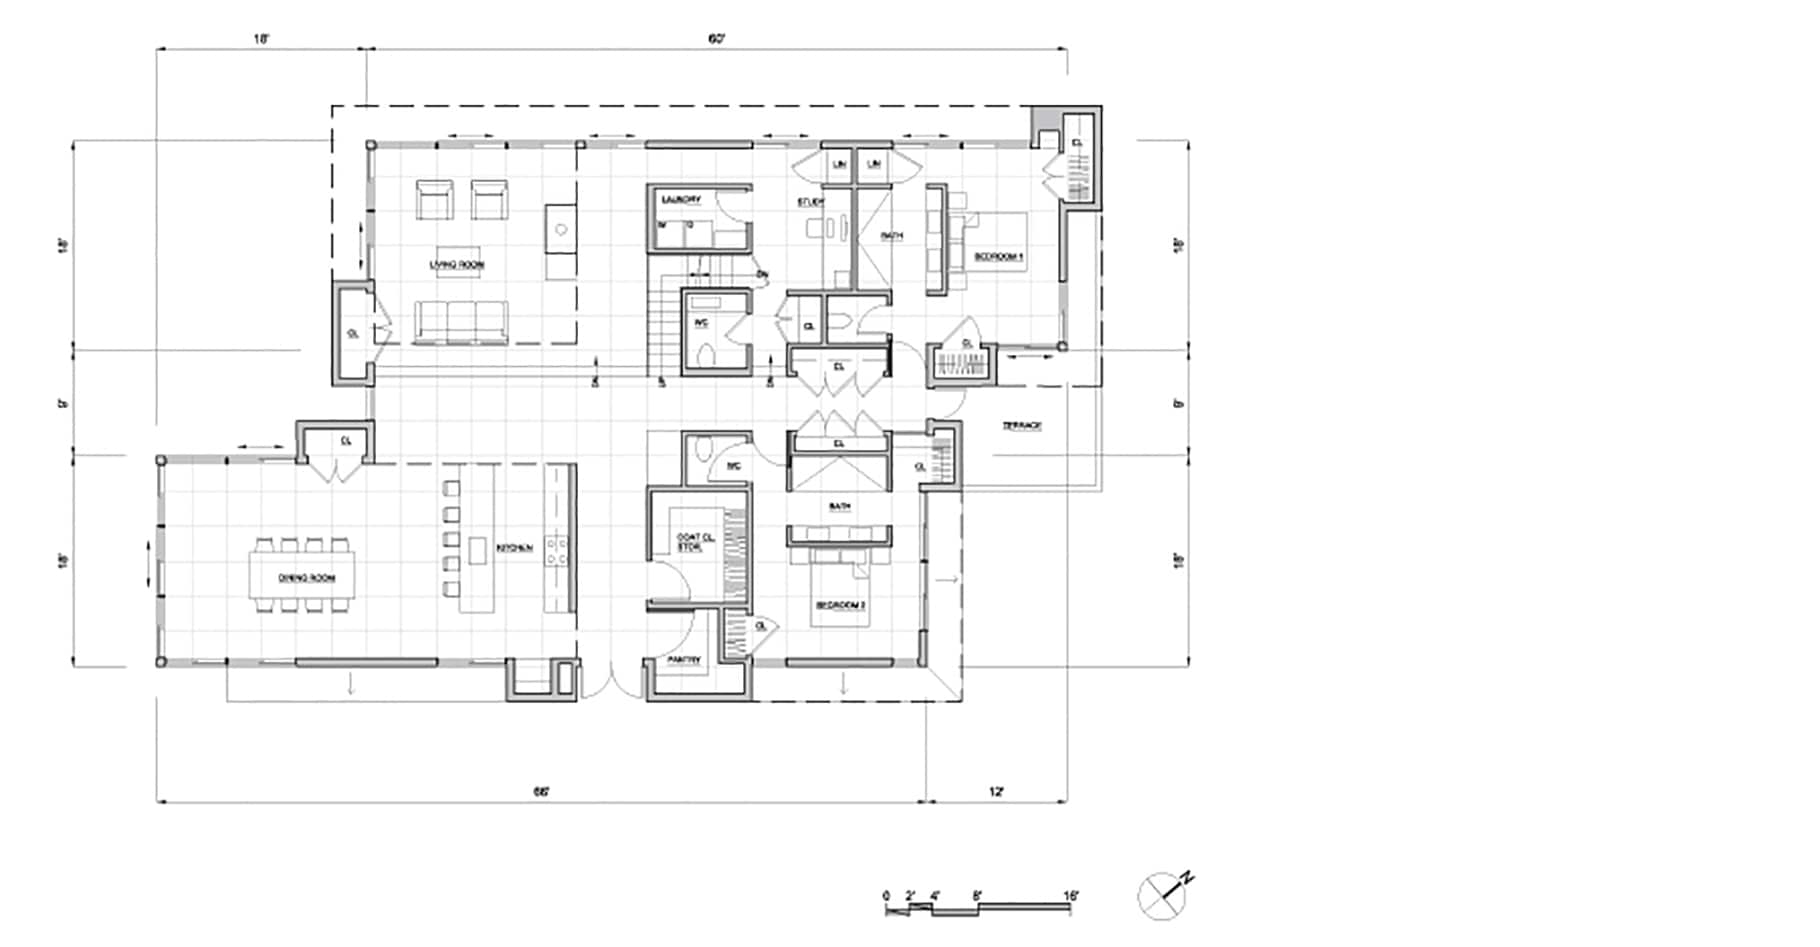 18'
60'
CL
LIN
LIN
LAUNDRY
STUDY
W
D
BATH
18'
18'
LIVING ROOM
BEDROOM 1
DN
WC
CL
CL
CL
CL
UP
9'
9'
TERRACE
CL
CL
WC
CL
BATH
COAT CL.
STOR.
KITCHEN
18'
18'
DINING ROOM
BEDROOM 2
CL
PANTRY
66'
12'
0 2' 4' 8' 16'
N